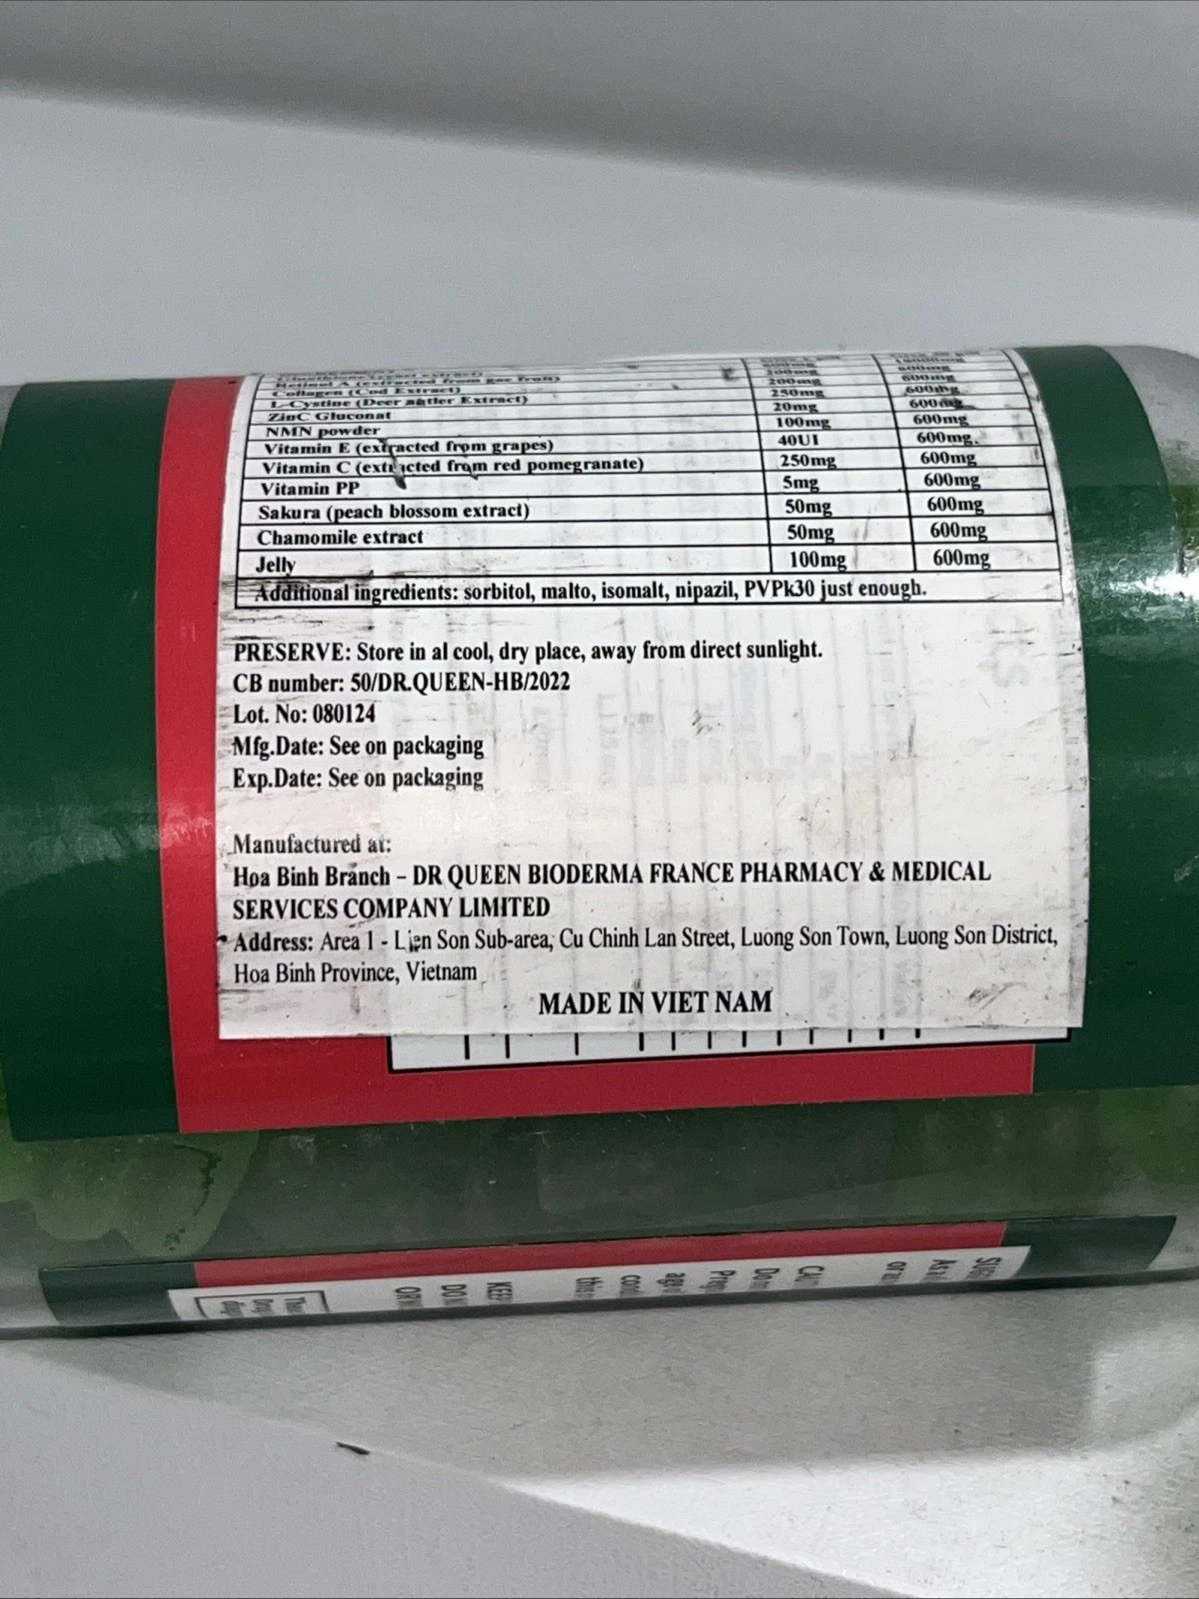 Retinol A (extracted from gac fruit) 200mg 600mg
Collagen (Cod Extract) 250mg 600mg
L-Cystine (Deer antler Extract) 20mg 600mg
ZinC Gluconat 100mg 600mg
NMN powder
Vitamin E (extracted from grapes) 40UI 600mg
Vitamin C (extracted from red pomegranate) 250mg 600mg
Vitamin PP 5mg 600mg
Sakura (peach blossom extract) 50mg 600mg
Chamomile extract 50mg 600mg
Jelly 100mg 600mg
Additional ingredients: sorbitol, malto, isomalt, nipazil, PVPk30 just enough.
PRESERVE: Store in al cool, dry place, away from direct sunlight.
CB number: 50/DR.QUEEN-HB/2022
Lot. No: 080124
Mfg.Date: See on packaging
Exp.Date: See on packaging
Manufactured at:
Hoa Binh Branch – DR QUEEN BIODERMA FRANCE PHARMACY & MEDICAL
SERVICES COMPANY LIMITED
Address: Area 1 - Lien Son Sub-area, Cu Chinh Lan Street, Luong Son Town, Luong Son District,
Hoa Binh Province, Vietnam
MADE IN VIET NAM